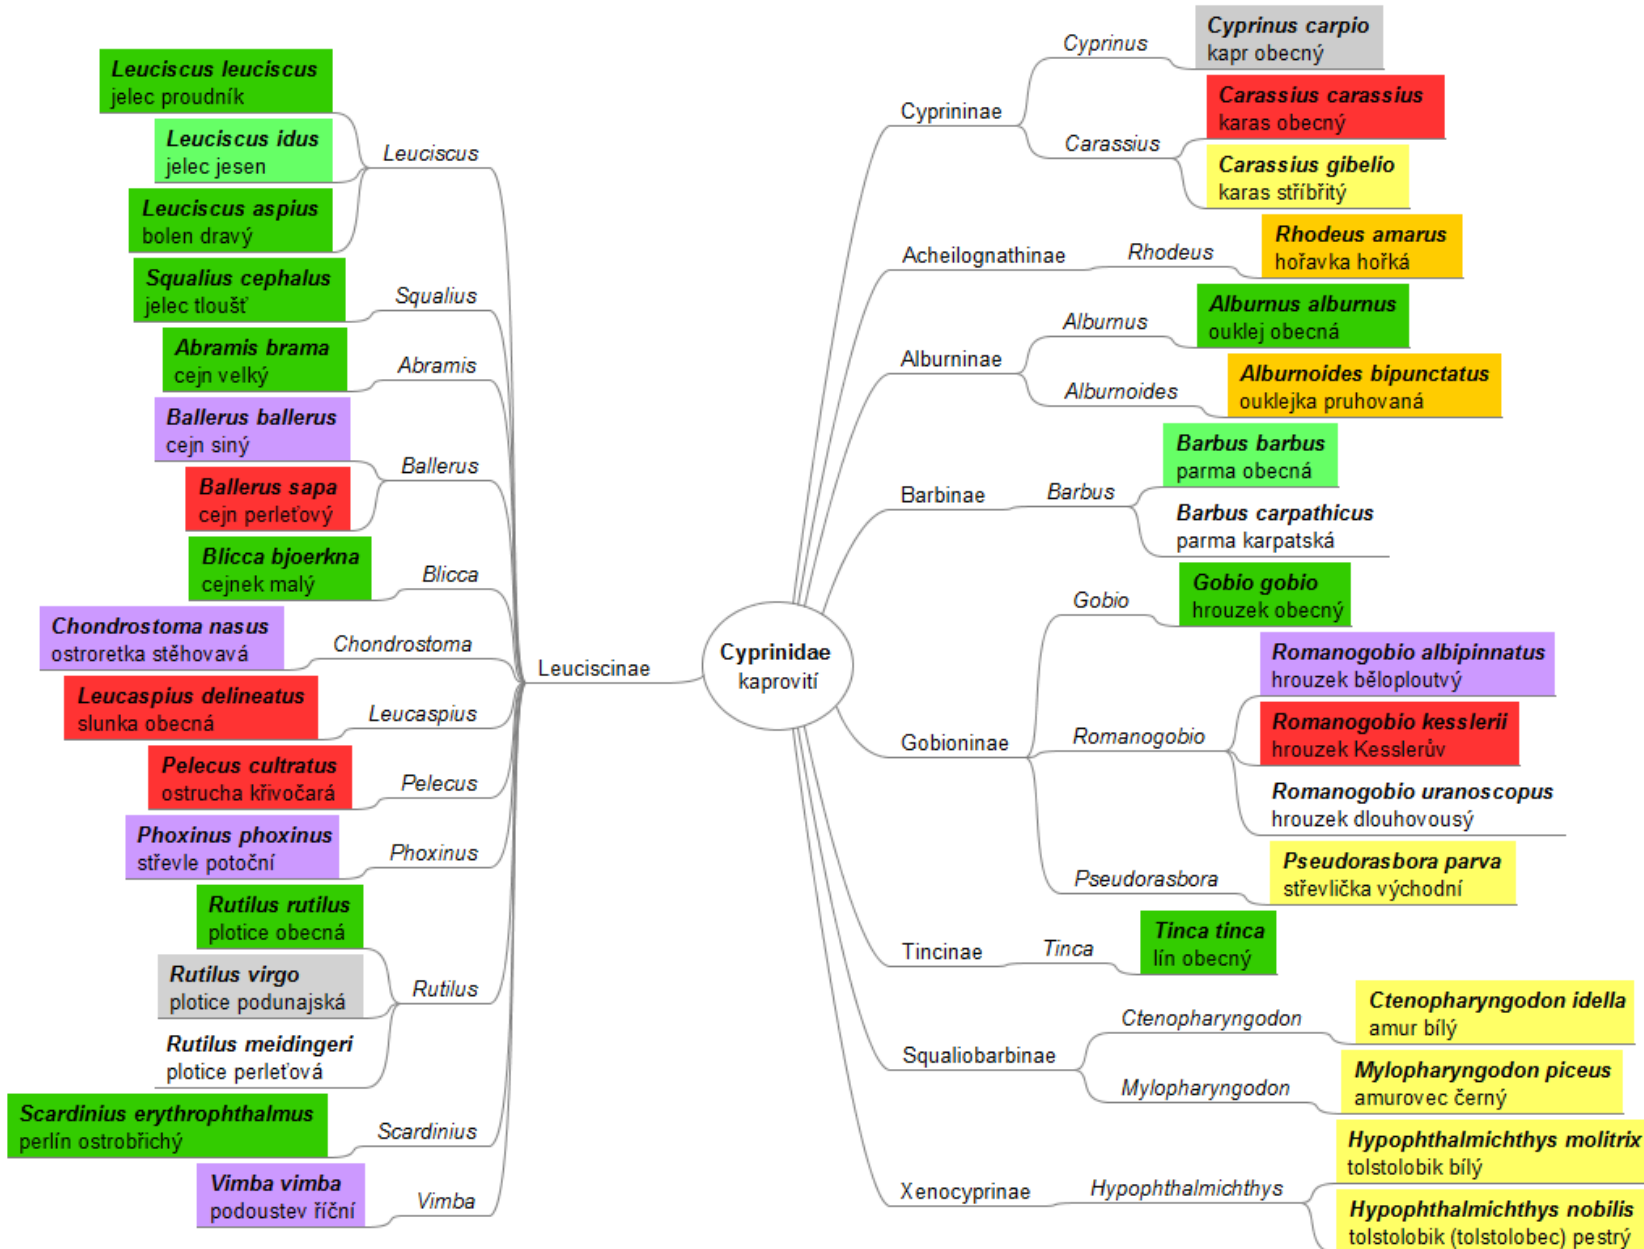 Cyprinidae
kaprovití
Leuciscinae
Leuciscus
Leuciscus leuciscus
jelec proudník
Leuciscus idus
jelec jesen
Leuciscus aspius
bolen dravý
Squalius
Squalius cephalus
jelec tloušť
Abramis
Abramis brama
cejn velký
Ballerus
Ballerus ballerus
cejn siný
Ballerus sapa
cejn perleťový
Blicca
Blicca bjoerkna
cejnek malý
Chondrostoma
Chondrostoma nasus
ostroretka stěhovavá
Leucaspius
Leucaspius delineatus
slunka obecná
Pelecus
Pelecus cultratus
ostrucha křivočará
Phoxinus
Phoxinus phoxinus
střevle potoční
Rutilus
Rutilus rutilus
plotice obecná
Rutilus virgo
plotice podunajská
Rutilus meidingeri
plotice perleťová
Scardinius
Scardinius erythrophthalmus
perlín ostrobřichý
Vimba
Vimba vimba
podoustev říční
Cyprininae
Cyprinus
Cyprinus carpio
kapr obecný
Carassius
Carassius carassius
karas obecný
Carassius gibelio
karas stříbřitý
Acheilognathinae
Rhodeus
Rhodeus amarus
hořavka hořká
Alburninae
Alburnus
Alburnus alburnus
ouklej obecná
Alburnoides
Alburnoides bipunctatus
ouklejka pruhovaná
Barbinae
Barbus
Barbus barbus
parma obecná
Barbus carpathicus
parma karpatská
Gobioninae
Gobio
Gobio gobio
hrouzek obecný
Romanogobio
Romanogobio albipinnatus
hrouzek běloploutvý
Romanogobio kesslerii
hrouzek Kesslerův
Romanogobio uranoscopus
hrouzek dlouhovousý
Pseudorasbora
Pseudorasbora parva
střevlička východní
Tincinae
Tinca
Tinca tinca
lín obecný
Squaliobarbinae
Ctenopharyngodon
Ctenopharyngodon idella
amur bílý
Mylopharyngodon
Mylopharyngodon piceus
amurovec černý
Xenocyprinae
Hypophthalmichthys
Hypophthalmichthys molitrix
tolstolobik bílý
Hypophthalmichthys nobilis
tolstolobik (tolstolobec) pestrý